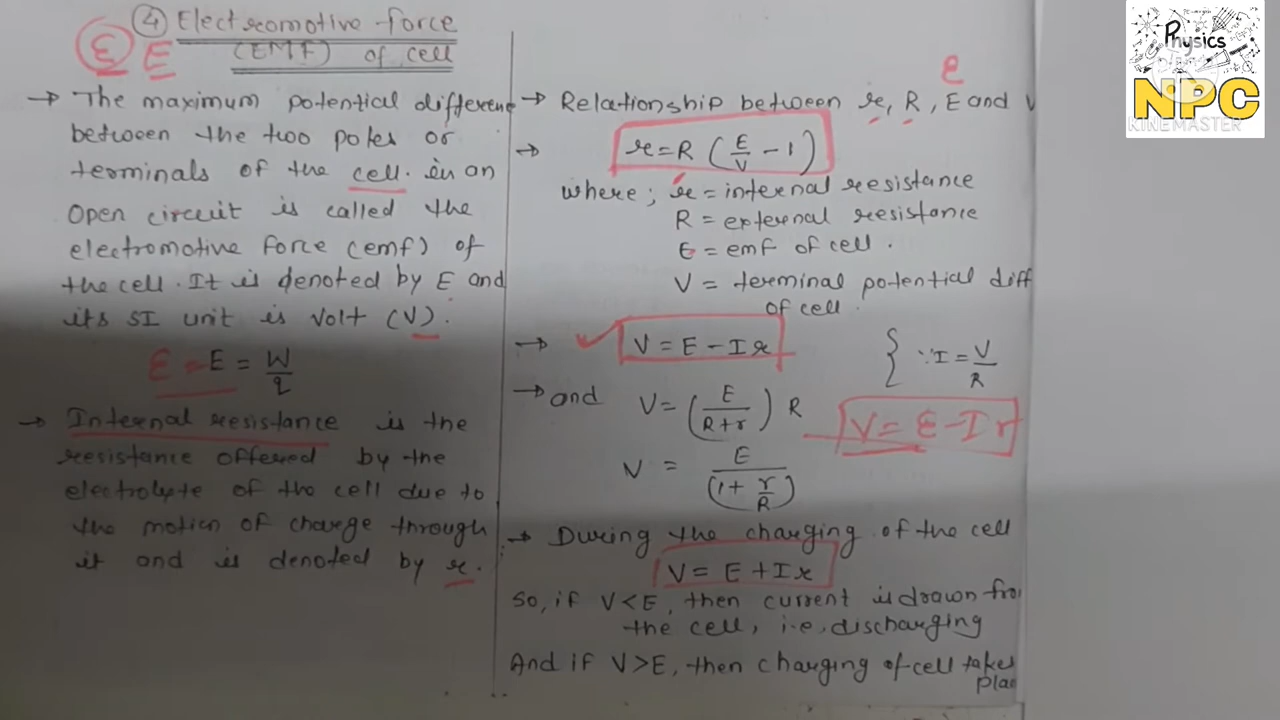 ④ Electromotive force
(EMF) of cell
ε E
→ The maximum potential difference
between the two poles or
terminals of the cell. in an
Open circuit is called the
electromotive force (emf) of
the cell. It is denoted by E and
its SI unit is volt (V).
ε = E = W/q
→ Internal resistance is the
resistance offered by the
electrolyte of the cell due to
the motion of charge through
it and is denoted by r.
ε
→ Relationship between r, R, E and V
→ r = R (E/V - 1)
where; r = internal resistance
R = external resistance
E = emf of cell.
V = terminal potential diff
of cell.
→ V = E - Ir { ∵ I = V/R
→ and V = (E/R+r) R
V = ε - Ir
V = E/(1 + r/R)
→ During the charging of the cell
V = E + Ir
So, if V<E, then current is drawn fro
the cell, i.e, discharging
And if V>E, then charging of cell takes
plac
Physics
NPC
KINEMASTER